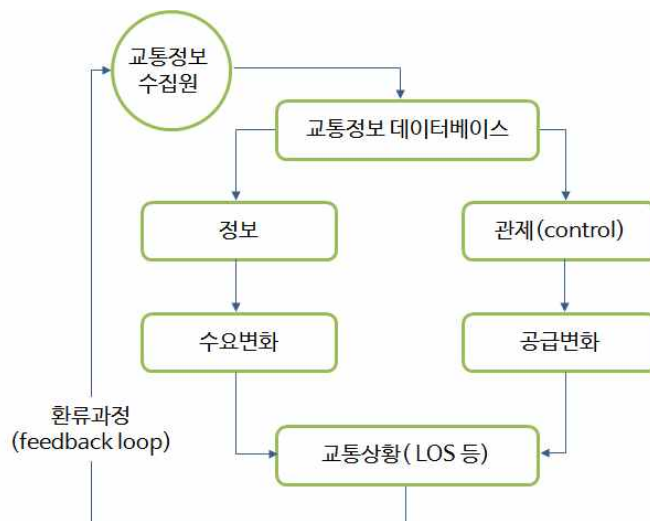 교통정보
수집원
교통정보 데이터베이스
정보
관제(control)
수요변화
공급변화
환류과정
(feedback loop)
교통상황( LOS 등)